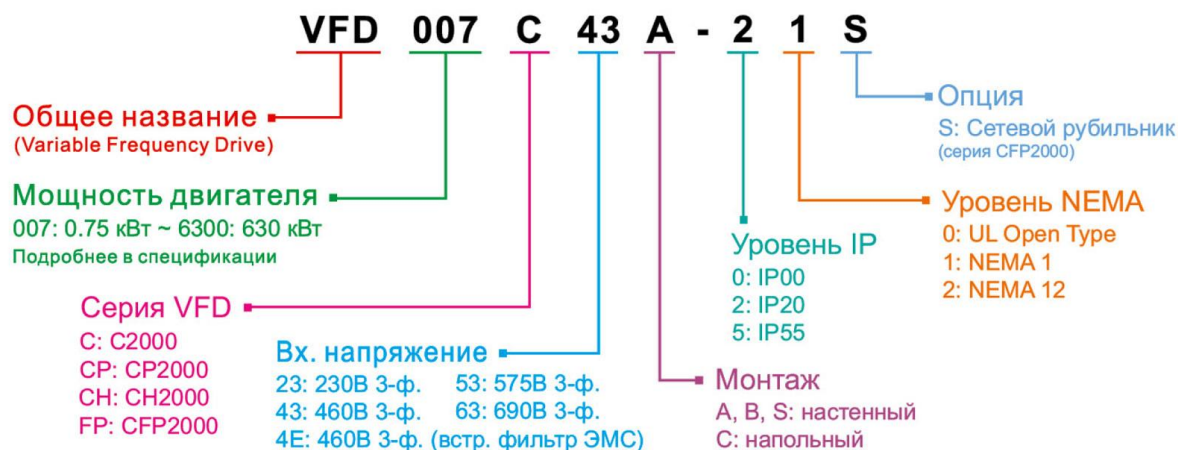 VFD 007 C 43 A - 2 1 S
Общее название
(Variable Frequency Drive)
Мощность двигателя
007: 0.75 кВт ~ 6300: 630 кВт
Подробнее в спецификации
Серия VFD
C: C2000
CP: CP2000
CH: CH2000
FP: CFP2000
Вх. напряжение
23: 230В 3-ф. 53: 575В 3-ф.
43: 460В 3-ф. 63: 690В 3-ф.
4E: 460В 3-ф. (встр. фильтр ЭМС)
Монтаж
A, B, S: настенный
C: напольный
Уровень IP
0: IP00
2: IP20
5: IP55
Уровень NEMA
0: UL Open Type
1: NEMA 1
2: NEMA 12
Опция
S: Сетевой рубильник
(серия CFP2000)